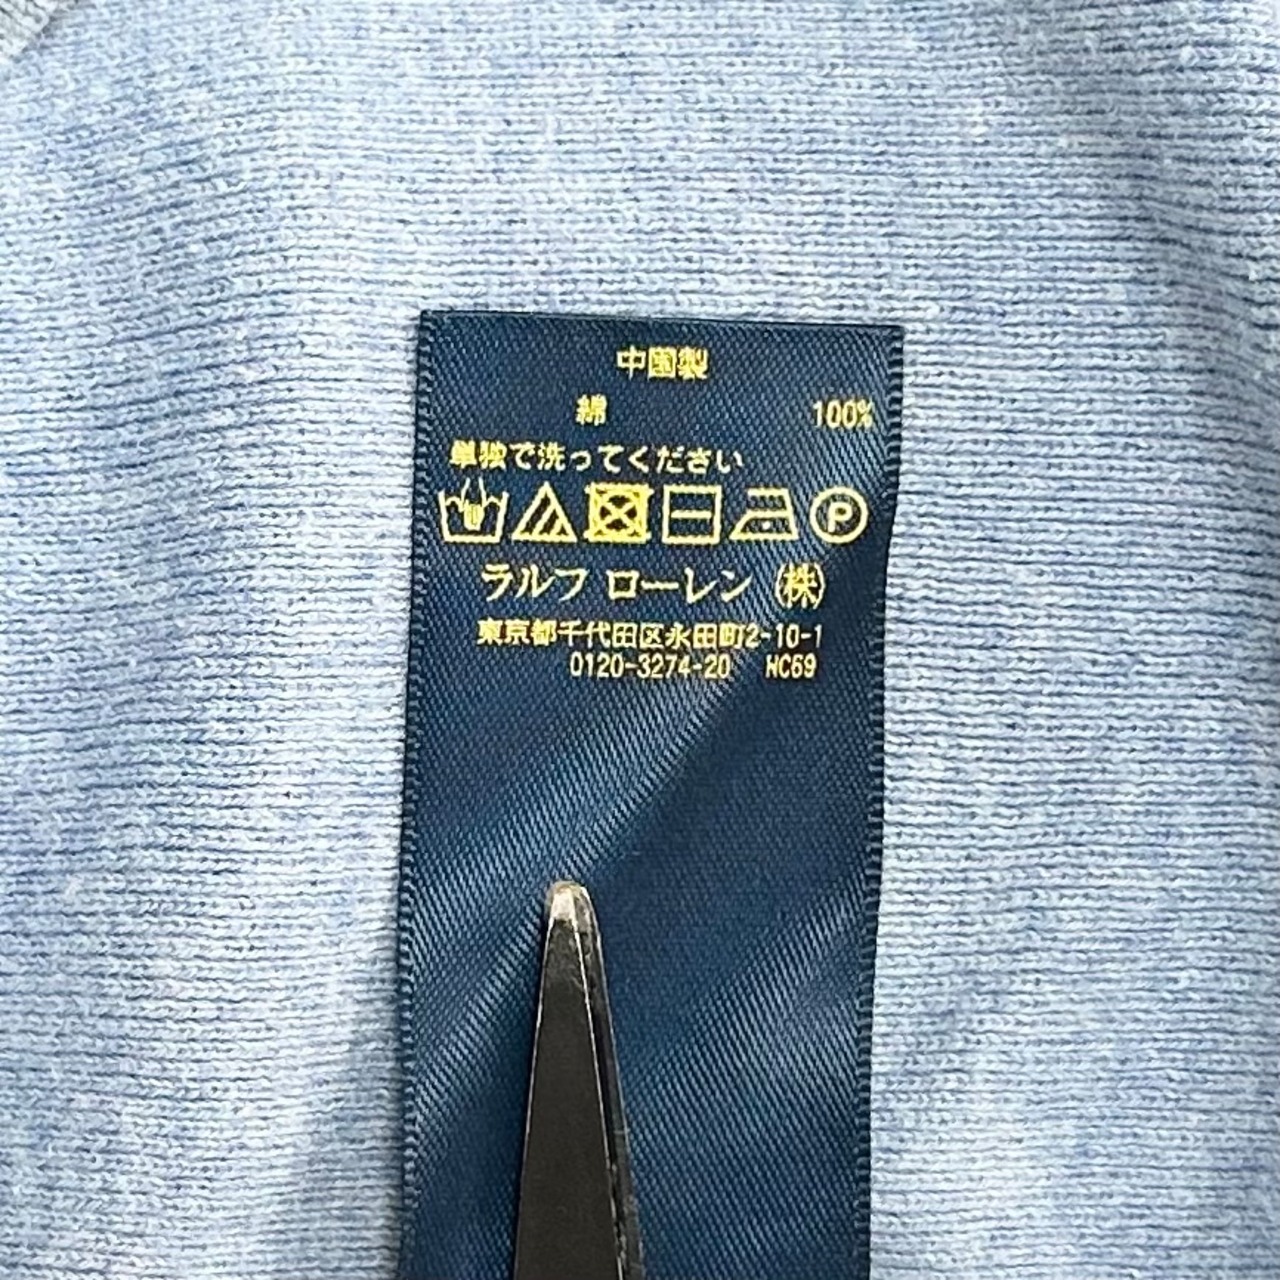 中国製
綿 100%
単独で洗ってください
P
ラルフ ローレン (株)
東京都千代田区永田町2-10-1
0120-3274-20 NC69